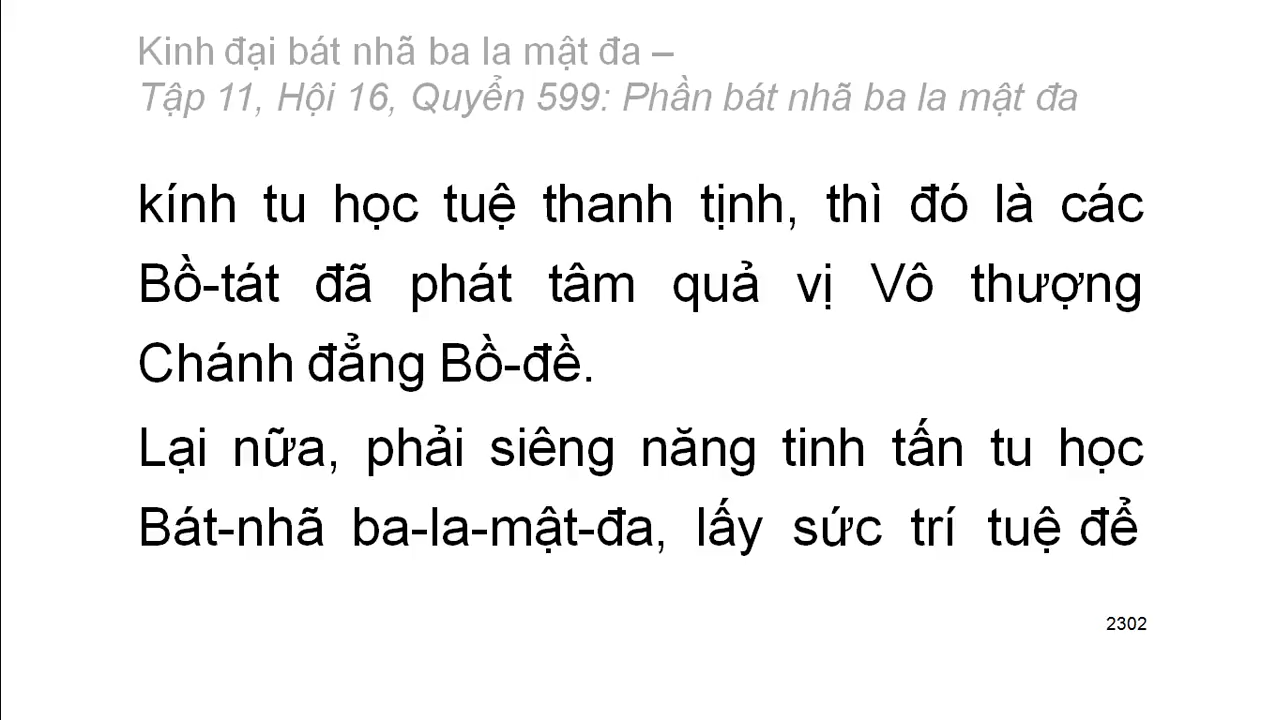 Kinh đại bát nhã ba la mật đa –
Tập 11, Hội 16, Quyển 599: Phần bát nhã ba la mật đa
kính tu học tuệ thanh tịnh, thì đó là các
Bồ-tát đã phát tâm quả vị Vô thượng
Chánh đẳng Bồ-đề.
Lại nữa, phải siêng năng tinh tấn tu học
Bát-nhã ba-la-mật-đa, lấy sức trí tuệ để
2302